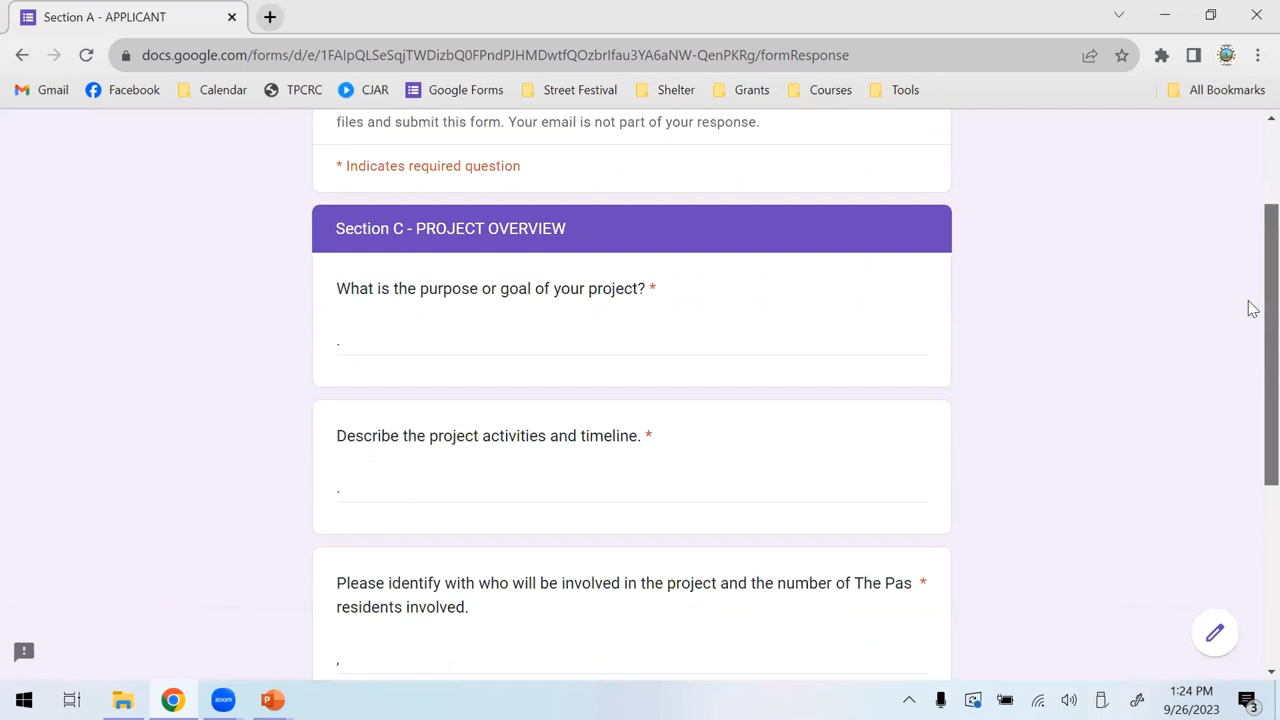 Section A - APPLICANT
docs.google.com/forms/d/e/1FAIpQLSeSqjTWDizbQ0FPndPJHMDwtfQOzbrIfau3YA6aNW-QenPKRg/formResponse
Gmail Facebook Calendar TPCRC CJAR Google Forms Street Festival Shelter Grants Courses Tools All Bookmarks
files and submit this form. Your email is not part of your response.
* Indicates required question
Section C - PROJECT OVERVIEW
What is the purpose or goal of your project? *
.
Describe the project activities and timeline. *
.
Please identify with who will be involved in the project and the number of The Pas *
residents involved.
,
zoom
1:24 PM
9/26/2023
3